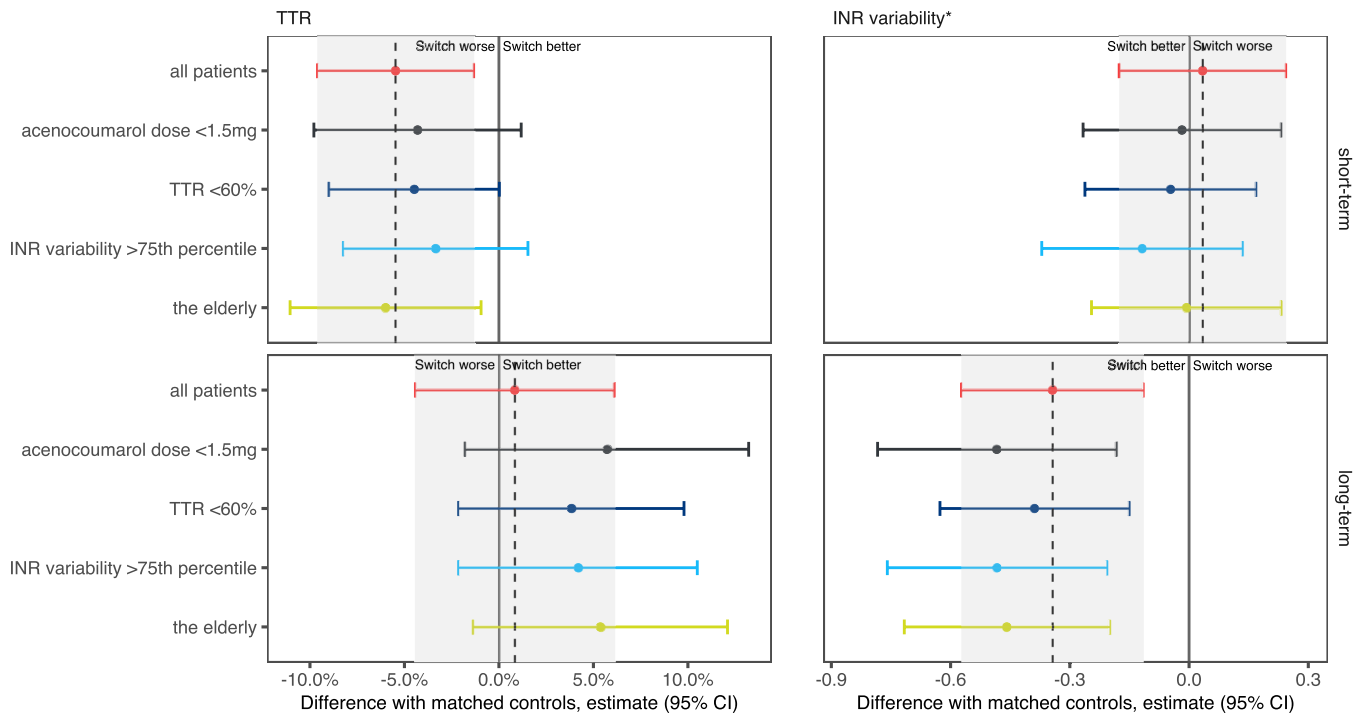 TTR
INR variability*
Switch worse Switch better
Switch better Switch worse
all patients
acenocoumarol dose <1.5mg
TTR <60%
INR variability >75th percentile
the elderly
short-term
Switch worse Switch better
Switch better Switch worse
all patients
acenocoumarol dose <1.5mg
TTR <60%
INR variability >75th percentile
the elderly
long-term
-10.0% -5.0% 0.0% 5.0% 10.0%
-0.9 -0.6 -0.3 0.0 0.3
Difference with matched controls, estimate (95% CI)
Difference with matched controls, estimate (95% CI)